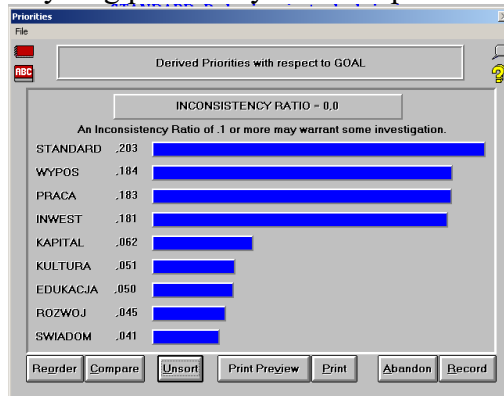 Priorities
File
ABC
Derived Priorities with respect to GOAL
INCONSISTENCY RATIO = 0,0
An Inconsistency Ratio of .1 or more may warrant some investigation.
STANDARD ,203
WYPOS ,184
PRACA ,183
INWEST ,181
KAPITAL ,062
KULTURA ,051
EDUKACJA ,050
ROZWOJ ,045
SWIADOM ,041
Reorder Compare Unsort Print Preview Print Abandon Record